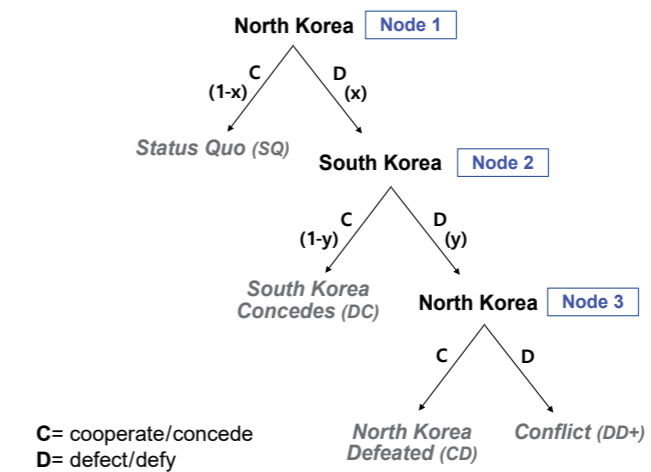 North Korea Node 1
C D
(1-x) (x)
Status Quo (SQ)
South Korea Node 2
C D
(1-y) (y)
South Korea
Concedes (DC)
North Korea Node 3
C D
North Korea
Defeated (CD)
Conflict (DD+)
C= cooperate/concede
D= defect/defy